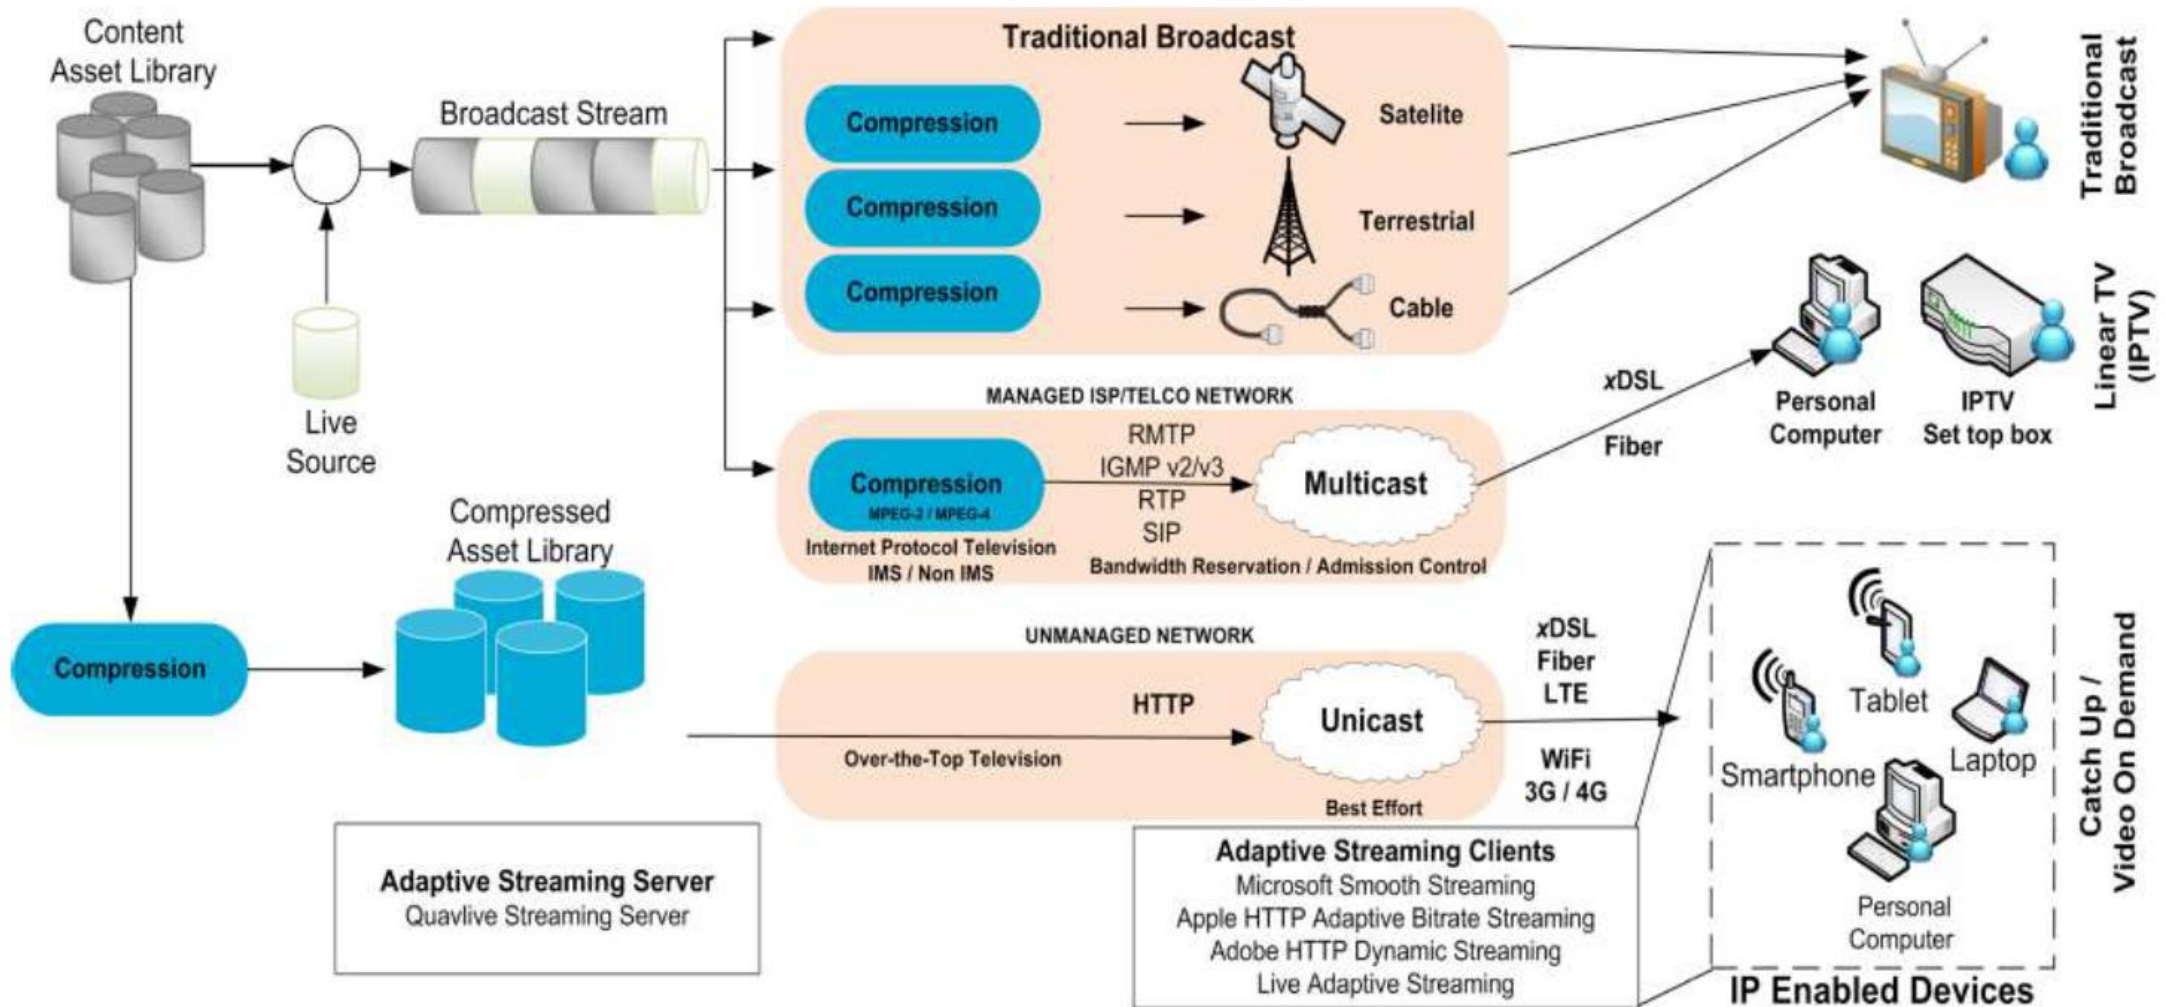 Content
Asset Library
Broadcast Stream
Live
Source
Compressed
Asset Library
Compression
Traditional Broadcast
Compression
Satelite
Compression
Terrestrial
Compression
Cable
MANAGED ISP/TELCO NETWORK
Compression
MPEG-2 / MPEG-4
Internet Protocol Television
IMS / Non IMS
RMTP
IGMP v2/v3
RTP
SIP
Multicast
Bandwidth Reservation / Admission Control
xDSL
Fiber
UNMANAGED NETWORK
HTTP
Over-the-Top Television
Unicast
Best Effort
xDSL
Fiber
LTE
WiFi
3G / 4G
Traditional
Broadcast
Personal
Computer
IPTV
Set top box
Linear TV
(IPTV)
Tablet
Smartphone
Laptop
Personal
Computer
IP Enabled Devices
Catch Up /
Video On Demand
Adaptive Streaming Server
Quavlive Streaming Server
Adaptive Streaming Clients
Microsoft Smooth Streaming
Apple HTTP Adaptive Bitrate Streaming
Adobe HTTP Dynamic Streaming
Live Adaptive Streaming